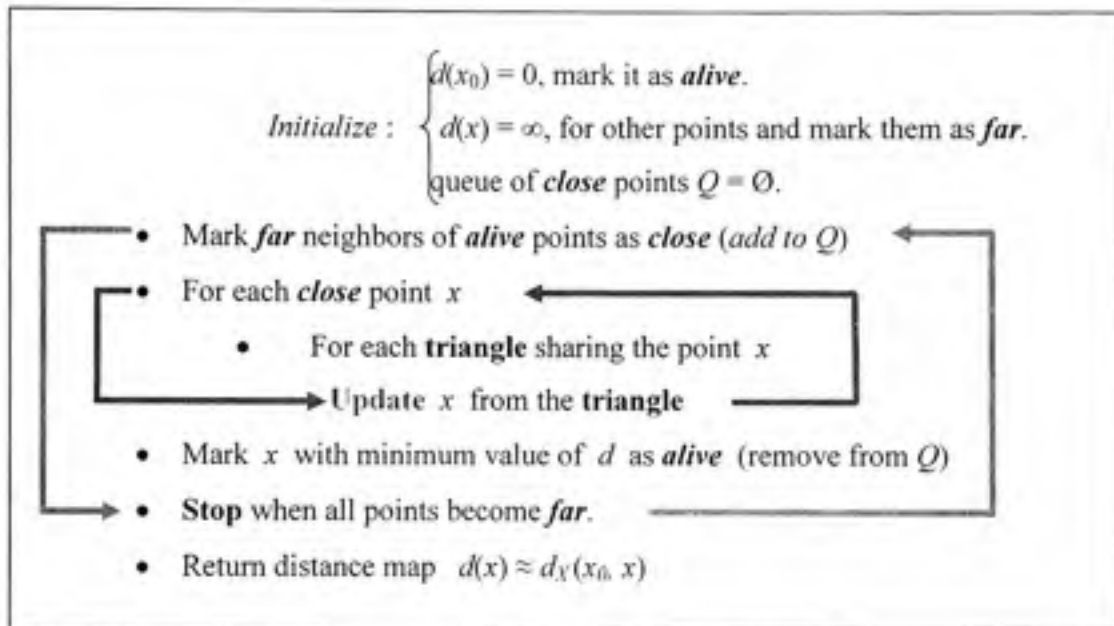 d(x₀) = 0, mark it as alive.
Initialize : d(x) = ∞, for other points and mark them as far.
queue of close points Q = Ø.
• Mark far neighbors of alive points as close (add to Q)
• For each close point x
• For each triangle sharing the point x
Update x from the triangle
• Mark x with minimum value of d as alive (remove from Q)
• Stop when all points become far.
• Return distance map d(x) ≈ dₓ(x₀, x)